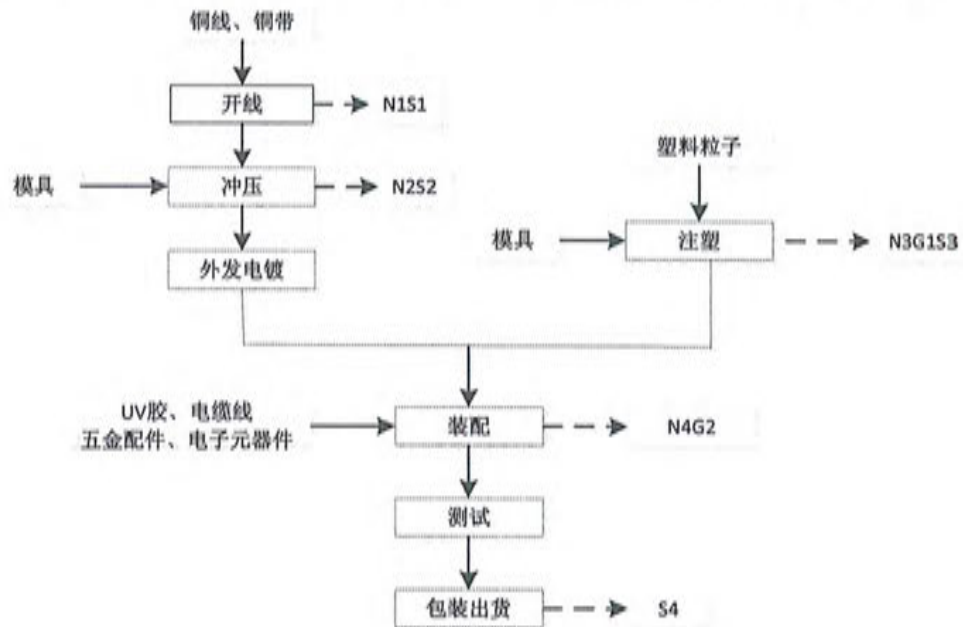 铜线、铜带
开线
N1S1
塑料粒子
模具
冲压
N2S2
模具
注塑
N3G1S3
外发电镀
UV胶、电缆线
五金配件、电子元器件
装配
N4G2
测试
包装出货
S4